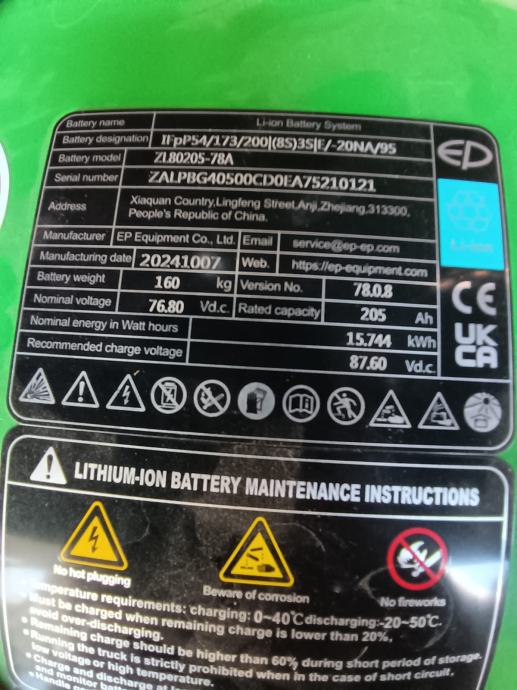 Battery name Li-ion Battery System
Battery designation IFpP54/173/200|(8S)3S|E/-20NA/95
Battery model ZL80205-78A
Serial number ZALPBG40500CD0EA75210121
Address Xiaquan Country,Lingfeng Street,Anji,Zhejiang,313300,
People's Republic of China.
Manufacturer EP Equipment Co., Ltd. Email service@ep-ep.com
Manufacturing date 20241007 Web. https://ep-equipment.com
Battery weight 160 kg Version No. 78.0.8
Nominal voltage 76.80 Vd.c. Rated capacity 205 Ah
Nominal energy in Watt hours 15.744 kWh
Recommended charge voltage 87.60 Vd.c.
EP
Li-ion
CE
UK
CA
LITHIUM-ION BATTERY MAINTENANCE INSTRUCTIONS
No hot plugging
Beware of corrosion
No fireworks
Temperature requirements: charging: 0~40℃ discharging:-20~50℃.
Must be charged when remaining charge is lower than 20%,
avoid over-discharging.
Remaining charge should be higher than 60% during short period of storage.
Running the truck is strictly prohibited when in the case of short circuit,
low voltage or high temperature.
Charge and discharge at
and monitor
Handle